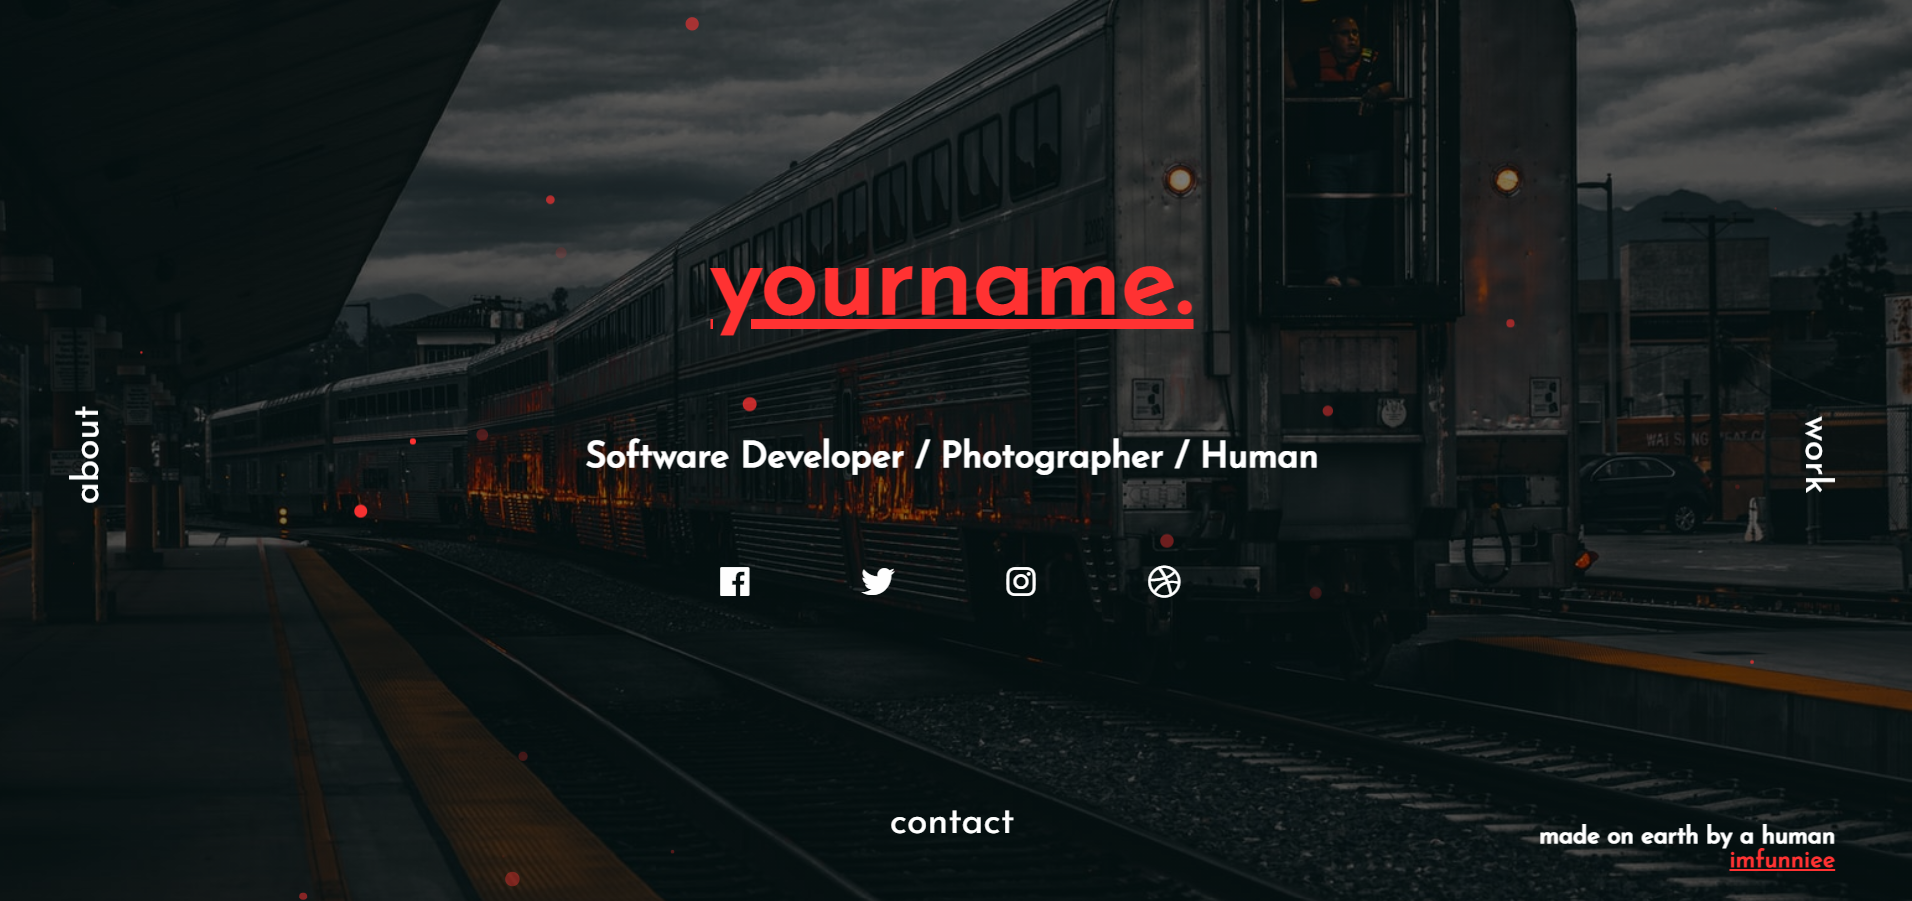 yourname.
about
Software Developer / Photographer / Human
work
contact
made on earth by a human
imfunniee